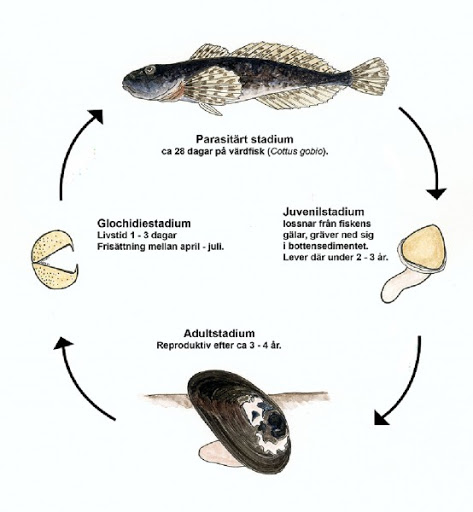 Parasitärt stadium
ca 28 dagar på värdfisk (Cottus gobio).
Glochidiestadium
Livstid 1 - 3 dagar
Frisättning mellan april - juli.
Juvenilstadium
lossnar från fiskens
gälar, gräver ned sig
i bottensedimentet.
Lever där under 2 - 3 år.
Adultstadium
Reproduktiv efter ca 3 - 4 år.